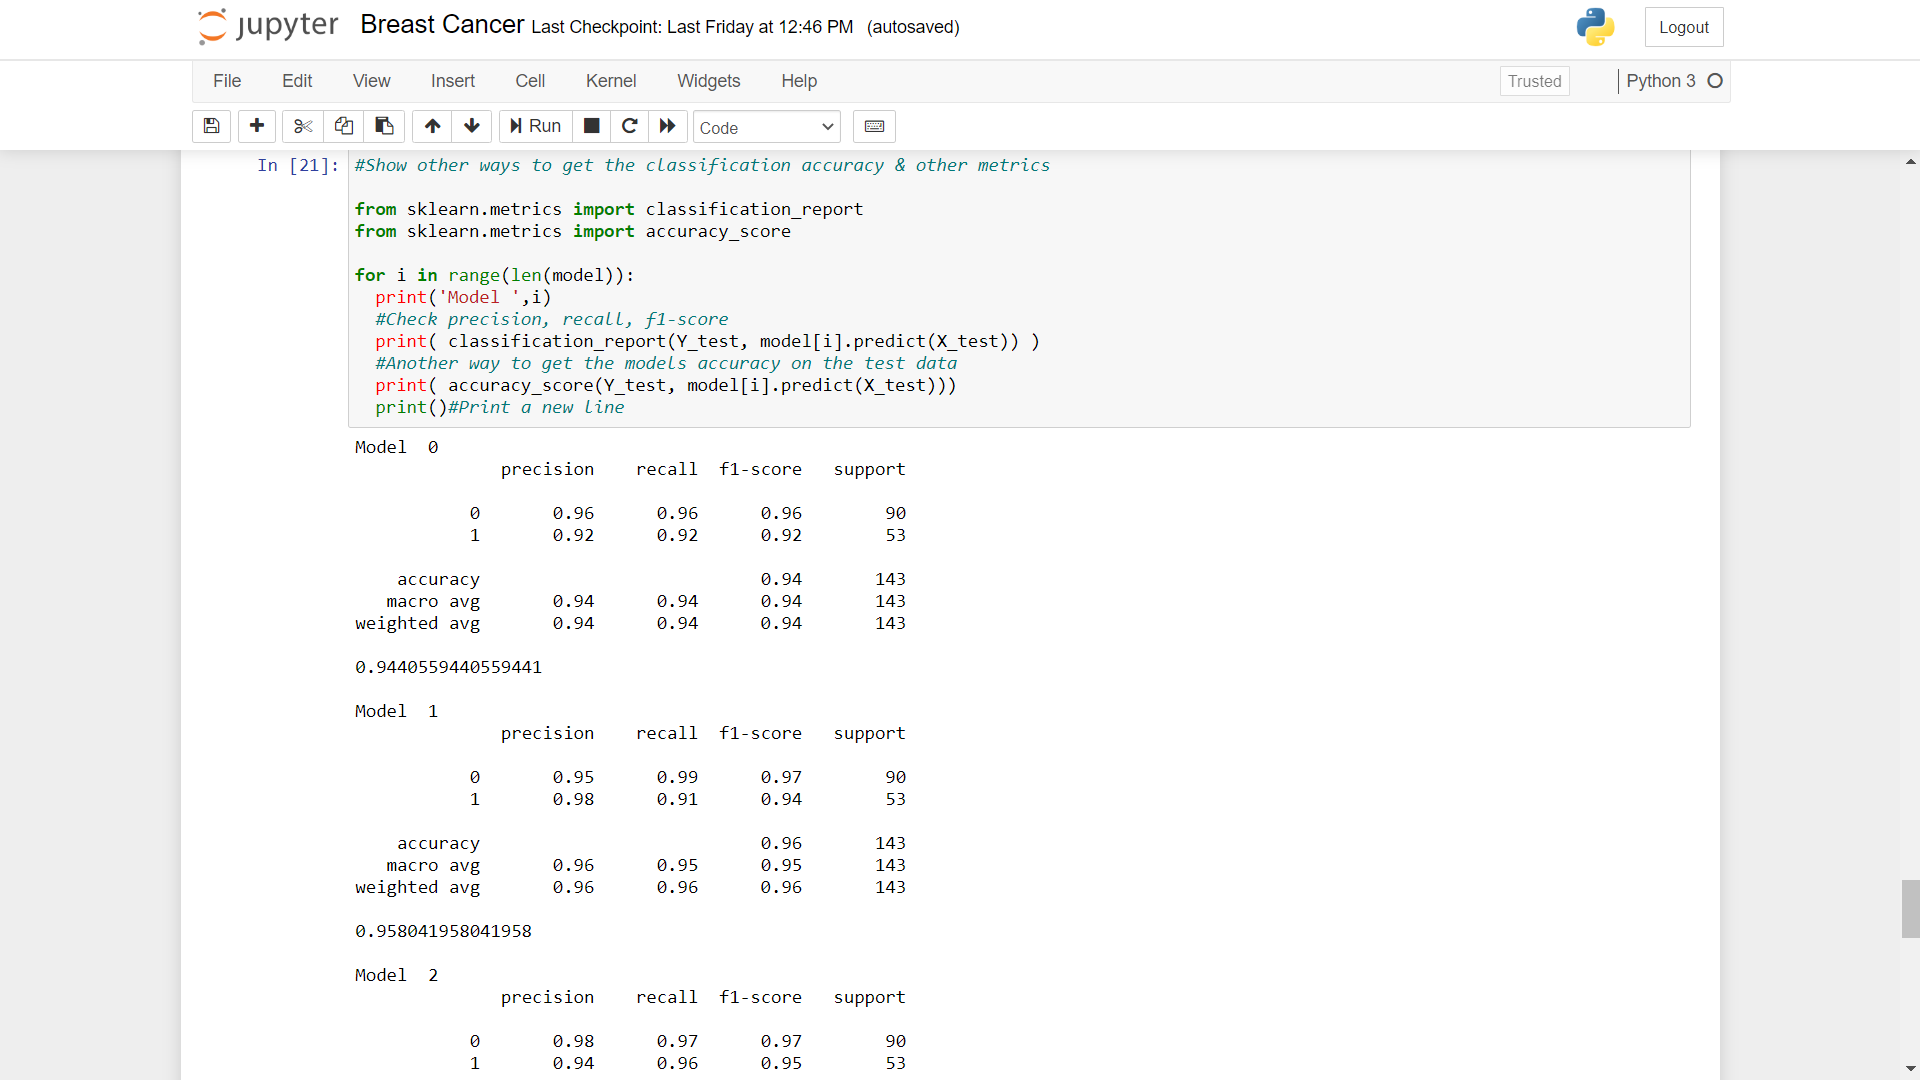 jupyter Breast Cancer Last Checkpoint: Last Friday at 12:46 PM (autosaved) Logout
File Edit View Insert Cell Kernel Widgets Help Trusted Python 3
Run Code
In [21]: #Show other ways to get the classification accuracy & other metrics
from sklearn.metrics import classification_report
from sklearn.metrics import accuracy_score
for i in range(len(model)):
print('Model ',i)
#Check precision, recall, f1-score
print( classification_report(Y_test, model[i].predict(X_test)) )
#Another way to get the models accuracy on the test data
print( accuracy_score(Y_test, model[i].predict(X_test)))
print()#Print a new line
Model 0
precision recall f1-score support
0 0.96 0.96 0.96 90
1 0.92 0.92 0.92 53
accuracy 0.94 143
macro avg 0.94 0.94 0.94 143
weighted avg 0.94 0.94 0.94 143
0.9440559440559441
Model 1
precision recall f1-score support
0 0.95 0.99 0.97 90
1 0.98 0.91 0.94 53
accuracy 0.96 143
macro avg 0.96 0.95 0.95 143
weighted avg 0.96 0.96 0.96 143
0.958041958041958
Model 2
precision recall f1-score support
0 0.98 0.97 0.97 90
1 0.94 0.96 0.95 53